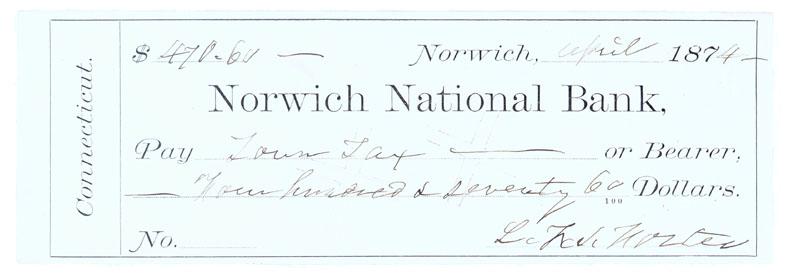 Connecticut.
$ 470.60 — Norwich, April 1874 —
Norwich National Bank,
Pay Town Tax — or Bearer,
— Four hundred & seventy 60/100 Dollars.
No.